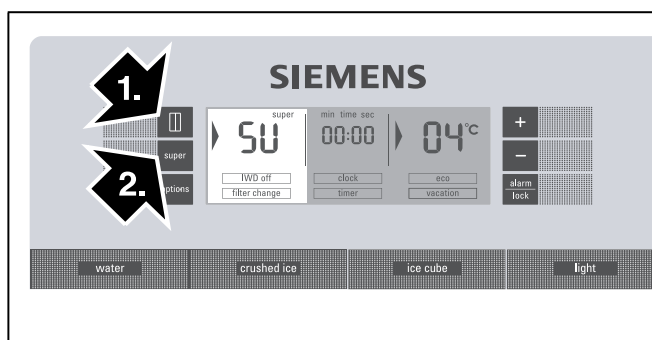 SIEMENS
1.
super
2.
options
super
SU
IWD off
filter change
min time sec
00:00
clock
timer
04°C
eco
vacation
+
−
alarm
lock
water
crushed ice
ice cube
light